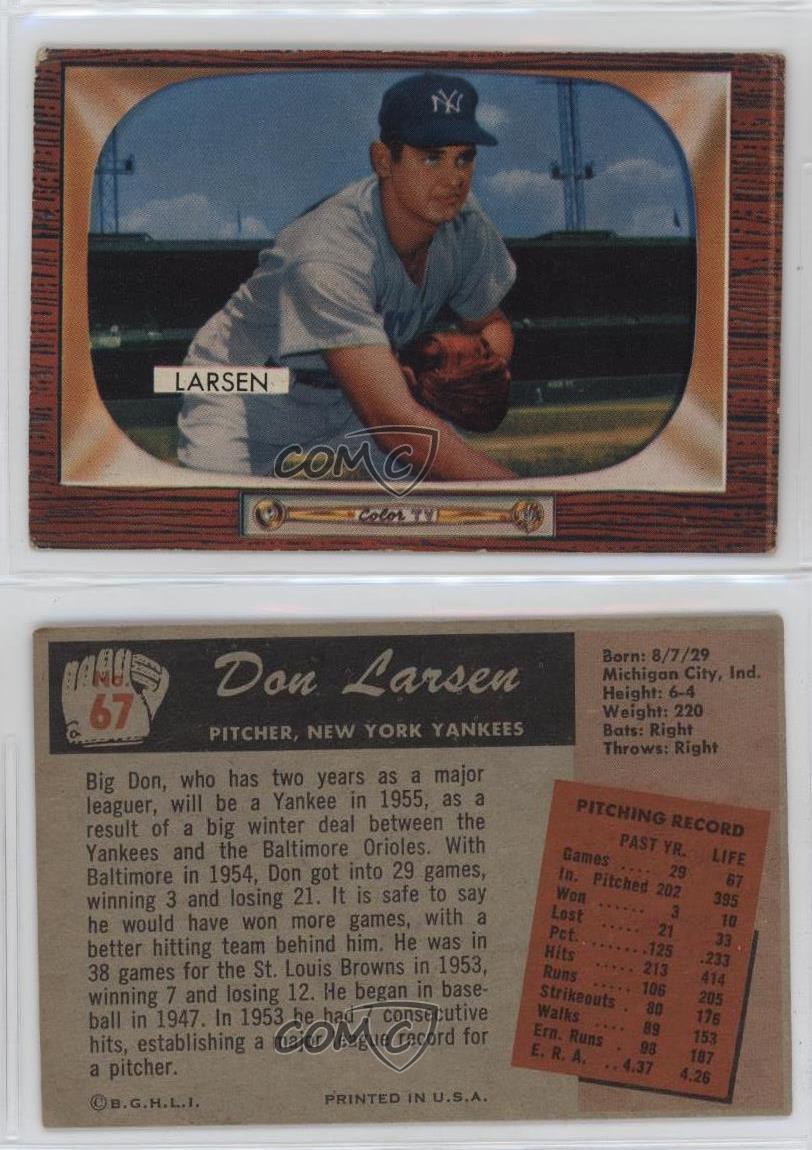 NY
LARSEN
COMC
Color TV
No.
67
Don Larsen
PITCHER, NEW YORK YANKEES
Born: 8/7/29
Michigan City, Ind.
Height: 6-4
Weight: 220
Bats: Right
Throws: Right
Big Don, who has two years as a major
leaguer, will be a Yankee in 1955, as a
result of a big winter deal between the
Yankees and the Baltimore Orioles. With
Baltimore in 1954, Don got into 29 games,
winning 3 and losing 21. It is safe to say
he would have won more games, with a
better hitting team behind him. He was in
38 games for the St. Louis Browns in 1953,
winning 7 and losing 12. He began in base-
ball in 1947. In 1953 he had 7 consecutive
hits, establishing a major league record for
a pitcher.
COMC
PITCHING RECORD
PAST YR. LIFE
Games .... 29 67
In. Pitched 202 395
Won ..... 3 10
Lost ..... 21 33
Pct. .......125 .233
Hits ..... 213 414
Runs ..... 106 205
Strikeouts . 80 176
Walks .... 89 153
Ern. Runs . 98 187
E. R. A. ..4.37 4.26
©B.G.H.L.I. PRINTED IN U.S.A.